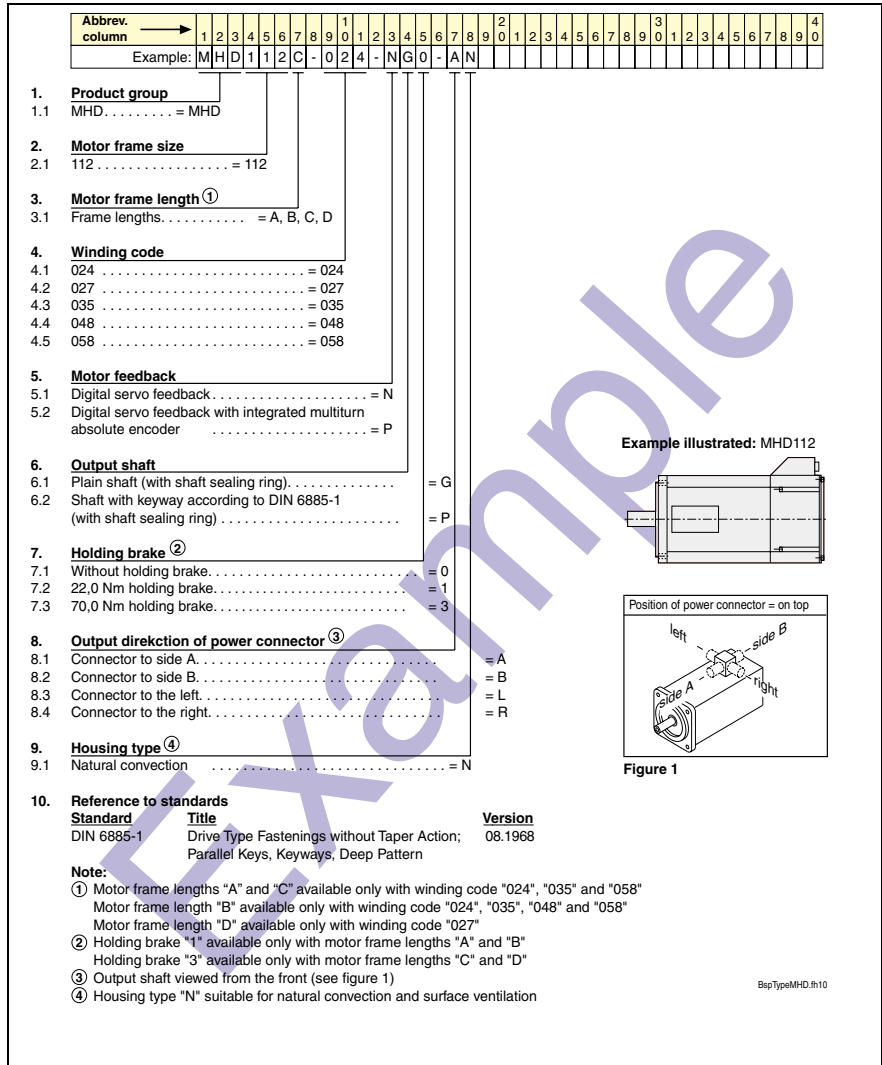 Abbrev. column 1 2 3 4 5 6 7 8 9 1 0 1 2 3 4 5 6 7 8 9 2 0 1 2 3 4 5 6 7 8 9 3 0 1 2 3 4 5 6 7 8 9 4 0
Example: M H D 1 1 2 C - 0 2 4 - N G 0 - A N
1. Product group
1.1 MHD. . . . . . . . . = MHD
2. Motor frame size
2.1 112 . . . . . . . . . . . . . . . . . = 112
3. Motor frame length ①
3.1 Frame lengths. . . . . . . . . . . = A, B, C, D
4. Winding code
4.1 024 . . . . . . . . . . . . . . . . . . . . . . . . . . = 024
4.2 027 . . . . . . . . . . . . . . . . . . . . . . . . . . = 027
4.3 035 . . . . . . . . . . . . . . . . . . . . . . . . . . = 035
4.4 048 . . . . . . . . . . . . . . . . . . . . . . . . . . = 048
4.5 058 . . . . . . . . . . . . . . . . . . . . . . . . . . = 058
5. Motor feedback
5.1 Digital servo feedback . . . . . . . . . . . . . . . . . . . . = N
5.2 Digital servo feedback with integrated multiturn
absolute encoder . . . . . . . . . . . . . . . . . . . . = P
6. Output shaft
6.1 Plain shaft (with shaft sealing ring). . . . . . . . . . . . . . = G
6.2 Shaft with keyway according to DIN 6885-1
(with shaft sealing ring) . . . . . . . . . . . . . . . . . . . . . . . = P
7. Holding brake ②
7.1 Without holding brake. . . . . . . . . . . . . . . . . . . . . . . = 0
7.2 22,0 Nm holding brake. . . . . . . . . . . . . . . . . . . . . . = 1
7.3 70,0 Nm holding brake. . . . . . . . . . . . . . . . . . . . . . = 3
8. Output direkction of power connector ③
8.1 Connector to side A. . . . . . . . . . . . . . . . . . . . . . . . . = A
8.2 Connector to side B. . . . . . . . . . . . . . . . . . . . . . . . . = B
8.3 Connector to the left. . . . . . . . . . . . . . . . . . . . . . . . . = L
8.4 Connector to the right. . . . . . . . . . . . . . . . . . . . . . . . = R
9. Housing type ④
9.1 Natural convection . . . . . . . . . . . . . . . . . . . . . . . . . = N
Example illustrated: MHD112
Position of power connector = on top
left
side B
side A
right
Figure 1
10. Reference to standards
Standard Title Version
DIN 6885-1 Drive Type Fastenings without Taper Action; 08.1968
Parallel Keys, Keyways, Deep Pattern
Note:
① Motor frame lengths “A” and “C” available only with winding code "024", "035" and "058"
Motor frame length "B" available only with winding code "024", "035", "048" and "058"
Motor frame length "D" available only with winding code "027"
② Holding brake "1" available only with motor frame lengths "A" and "B"
Holding brake "3" available only with motor frame lengths "C" and "D"
③ Output shaft viewed from the front (see figure 1)
④ Housing type "N" suitable for natural convection and surface ventilation
BspTypeMHD.fh10
Example